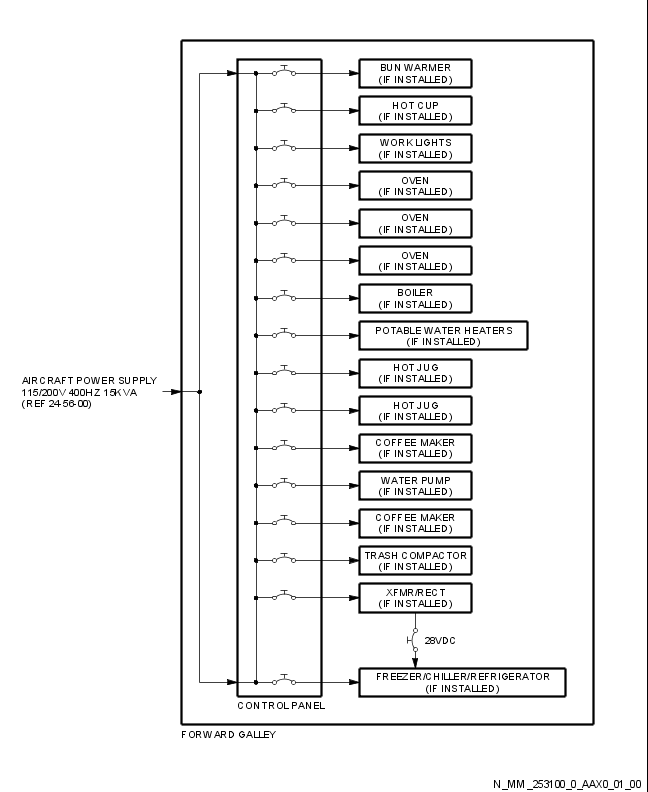 BUN WARMER
(IF INSTALLED)
HOT CUP
(IF INSTALLED)
WORK LIGHTS
(IF INSTALLED)
OVEN
(IF INSTALLED)
OVEN
(IF INSTALLED)
OVEN
(IF INSTALLED)
BOILER
(IF INSTALLED)
POTABLE WATER HEATERS
(IF INSTALLED)
AIRCRAFT POWER SUPPLY
115/200V 400HZ 15KVA
(REF 24-56-00)
HOT JUG
(IF INSTALLED)
HOT JUG
(IF INSTALLED)
COFFEE MAKER
(IF INSTALLED)
WATER PUMP
(IF INSTALLED)
COFFEE MAKER
(IF INSTALLED)
TRASH COMPACTOR
(IF INSTALLED)
XFMR/RECT
(IF INSTALLED)
28VDC
FREEZER/CHILLER/REFRIGERATOR
(IF INSTALLED)
CONTROL PANEL
FORWARD GALLEY
N_MM_253100_0_AAX0_01_00